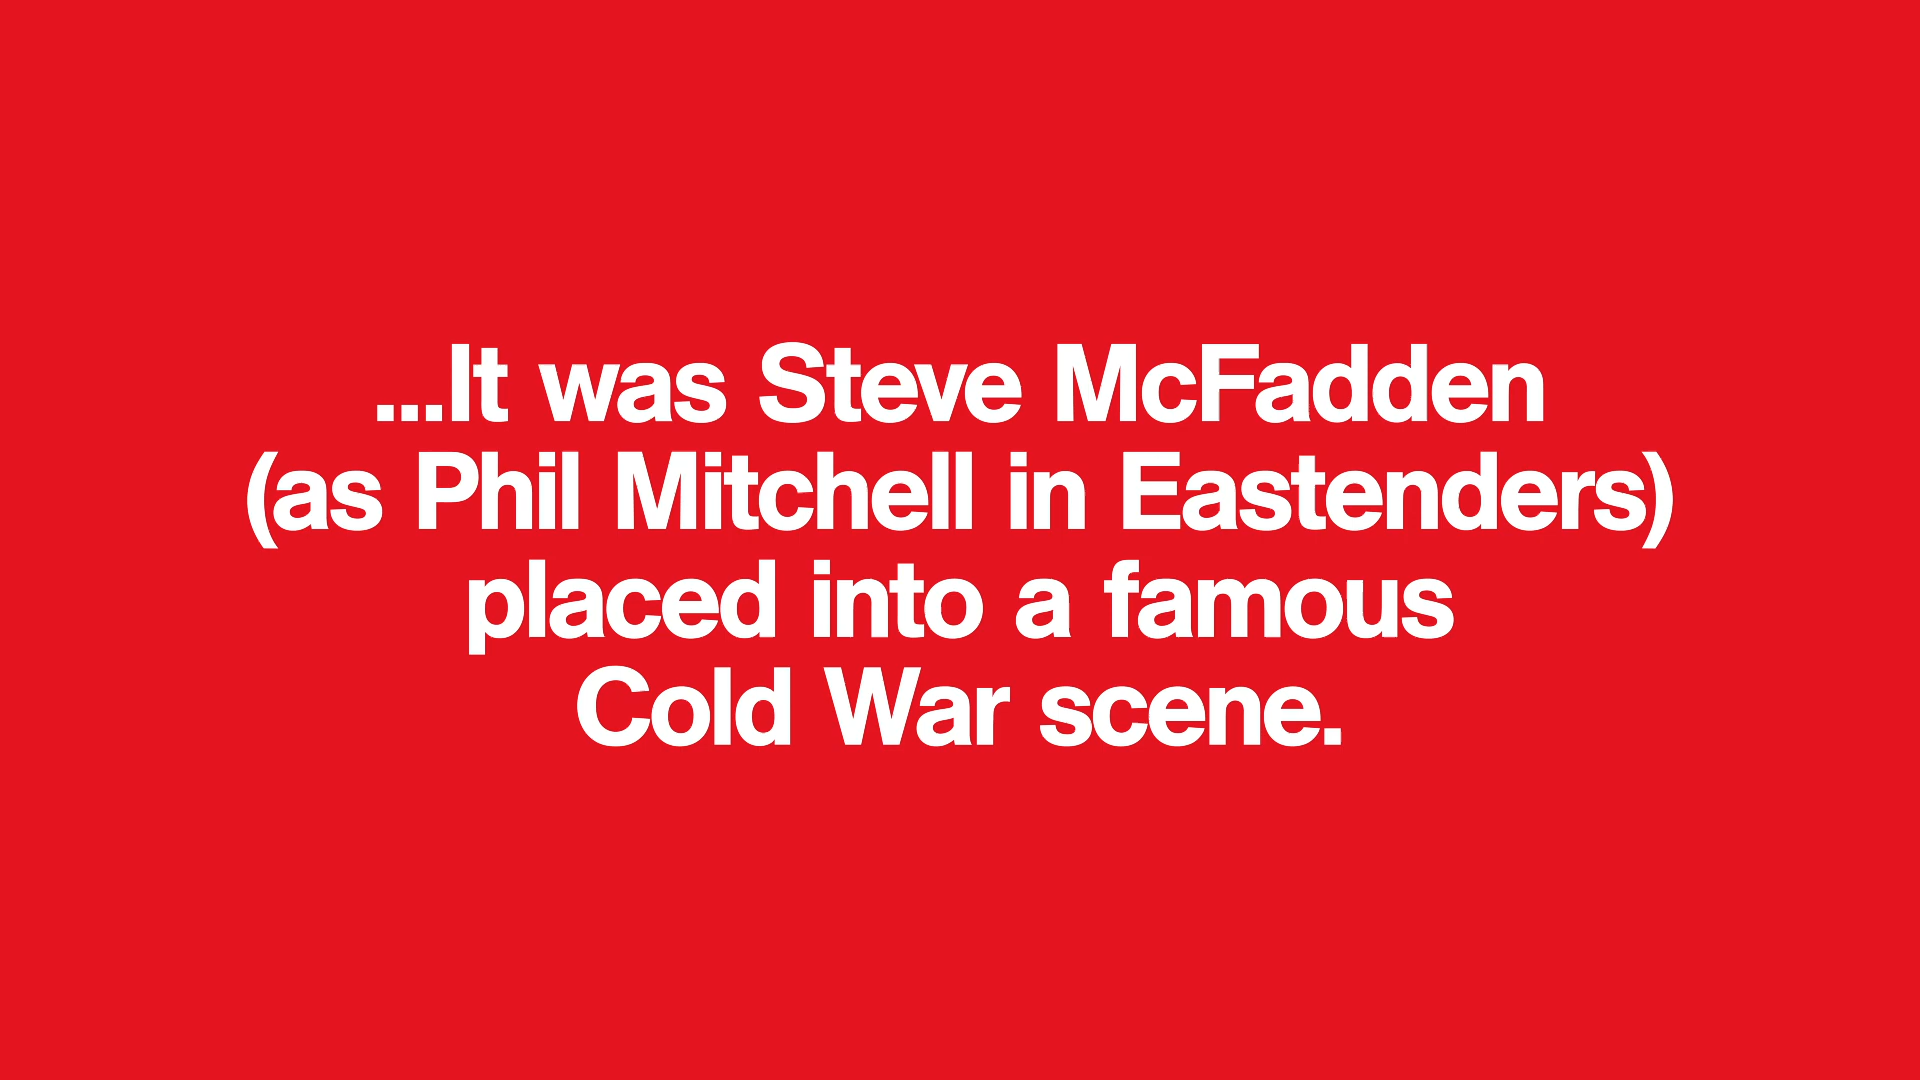 ...It was Steve McFadden
(as Phil Mitchell in Eastenders)
placed into a famous
Cold War scene.